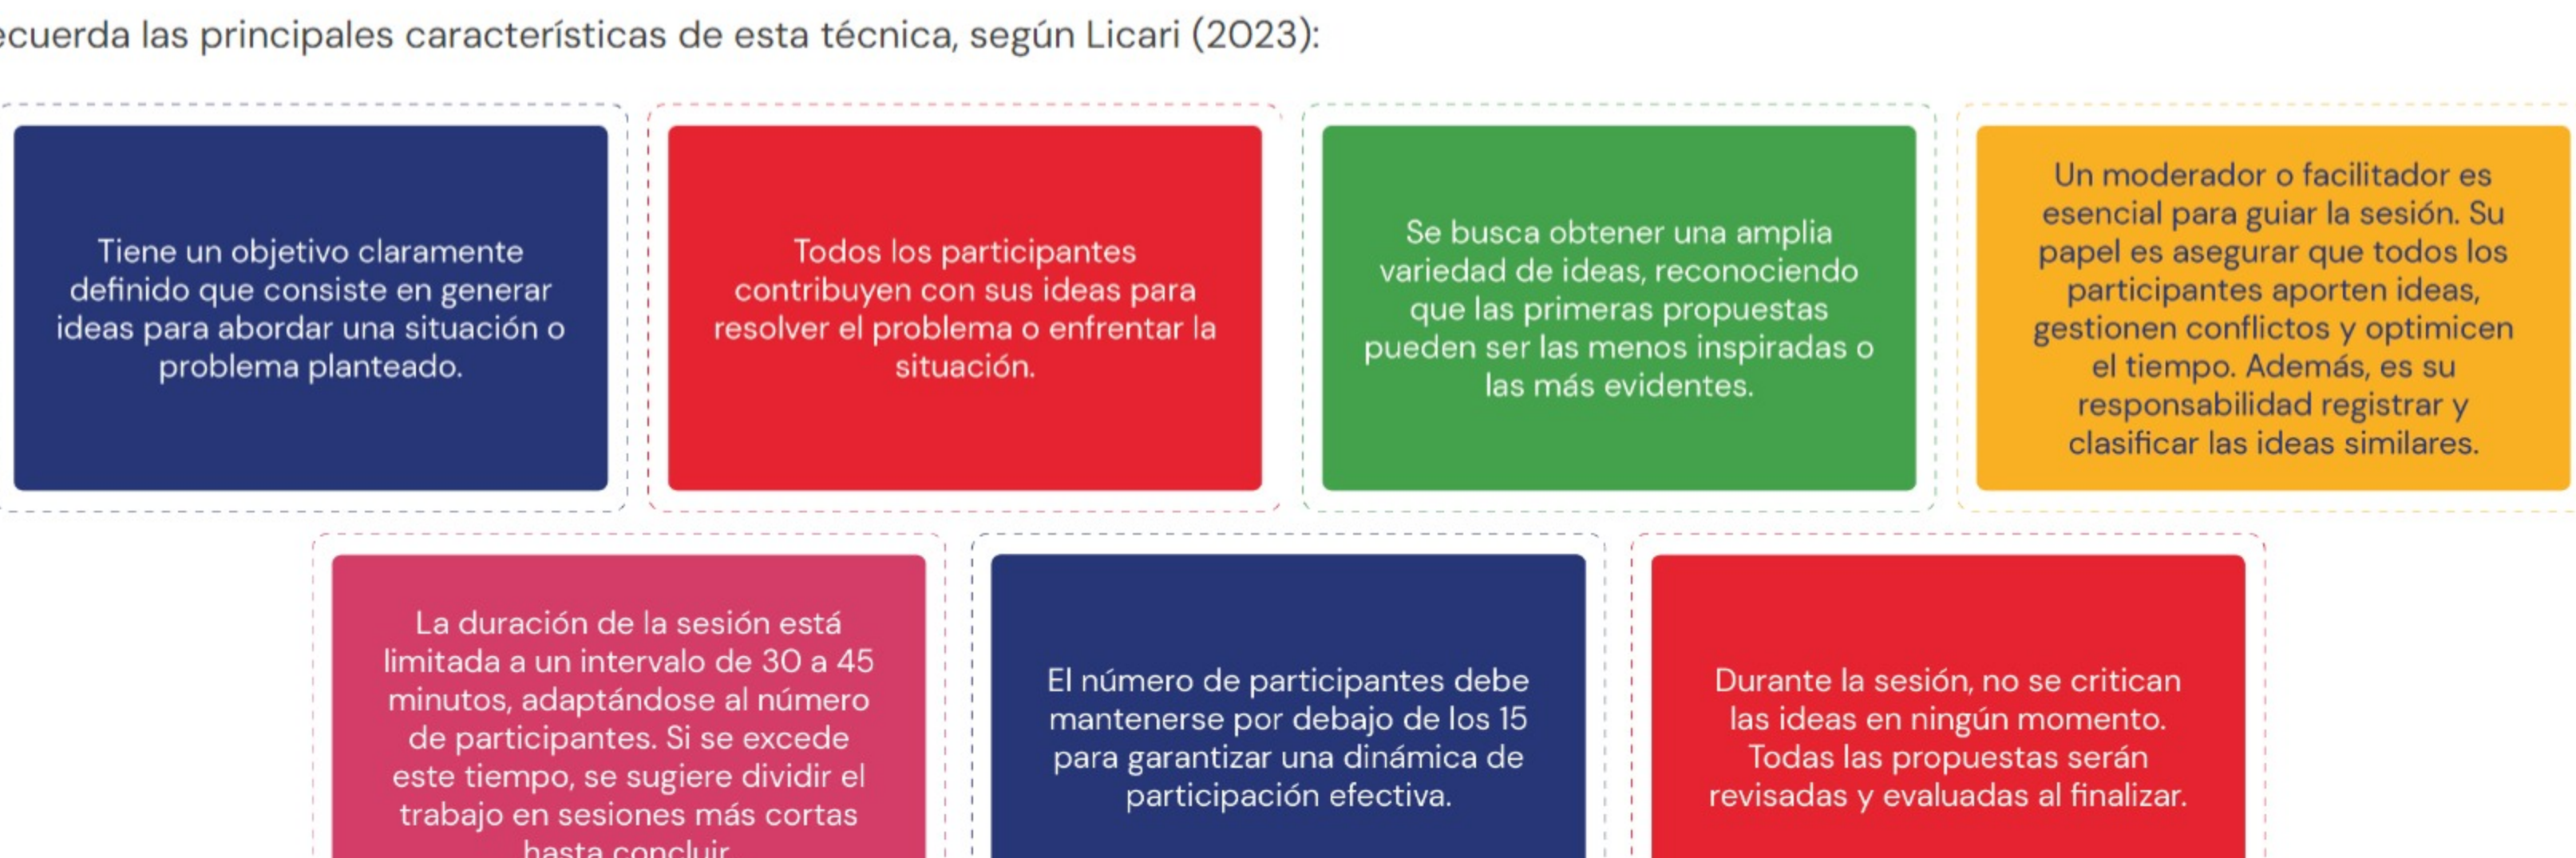 ecuerda las principales características de esta técnica, según Licari (2023):
Tiene un objetivo claramente
definido que consiste en generar
ideas para abordar una situación o
problema planteado.
Todos los participantes
contribuyen con sus ideas para
resolver el problema o enfrentar la
situación.
Se busca obtener una amplia
variedad de ideas, reconociendo
que las primeras propuestas
pueden ser las menos inspiradas o
las más evidentes.
Un moderador o facilitador es
esencial para guiar la sesión. Su
papel es asegurar que todos los
participantes aporten ideas,
gestionen conflictos y optimicen
el tiempo. Además, es su
responsabilidad registrar y
clasificar las ideas similares.
La duración de la sesión está
limitada a un intervalo de 30 a 45
minutos, adaptándose al número
de participantes. Si se excede
este tiempo, se sugiere dividir el
trabajo en sesiones más cortas
hasta concluir.
El número de participantes debe
mantenerse por debajo de los 15
para garantizar una dinámica de
participación efectiva.
Durante la sesión, no se critican
las ideas en ningún momento.
Todas las propuestas serán
revisadas y evaluadas al finalizar.